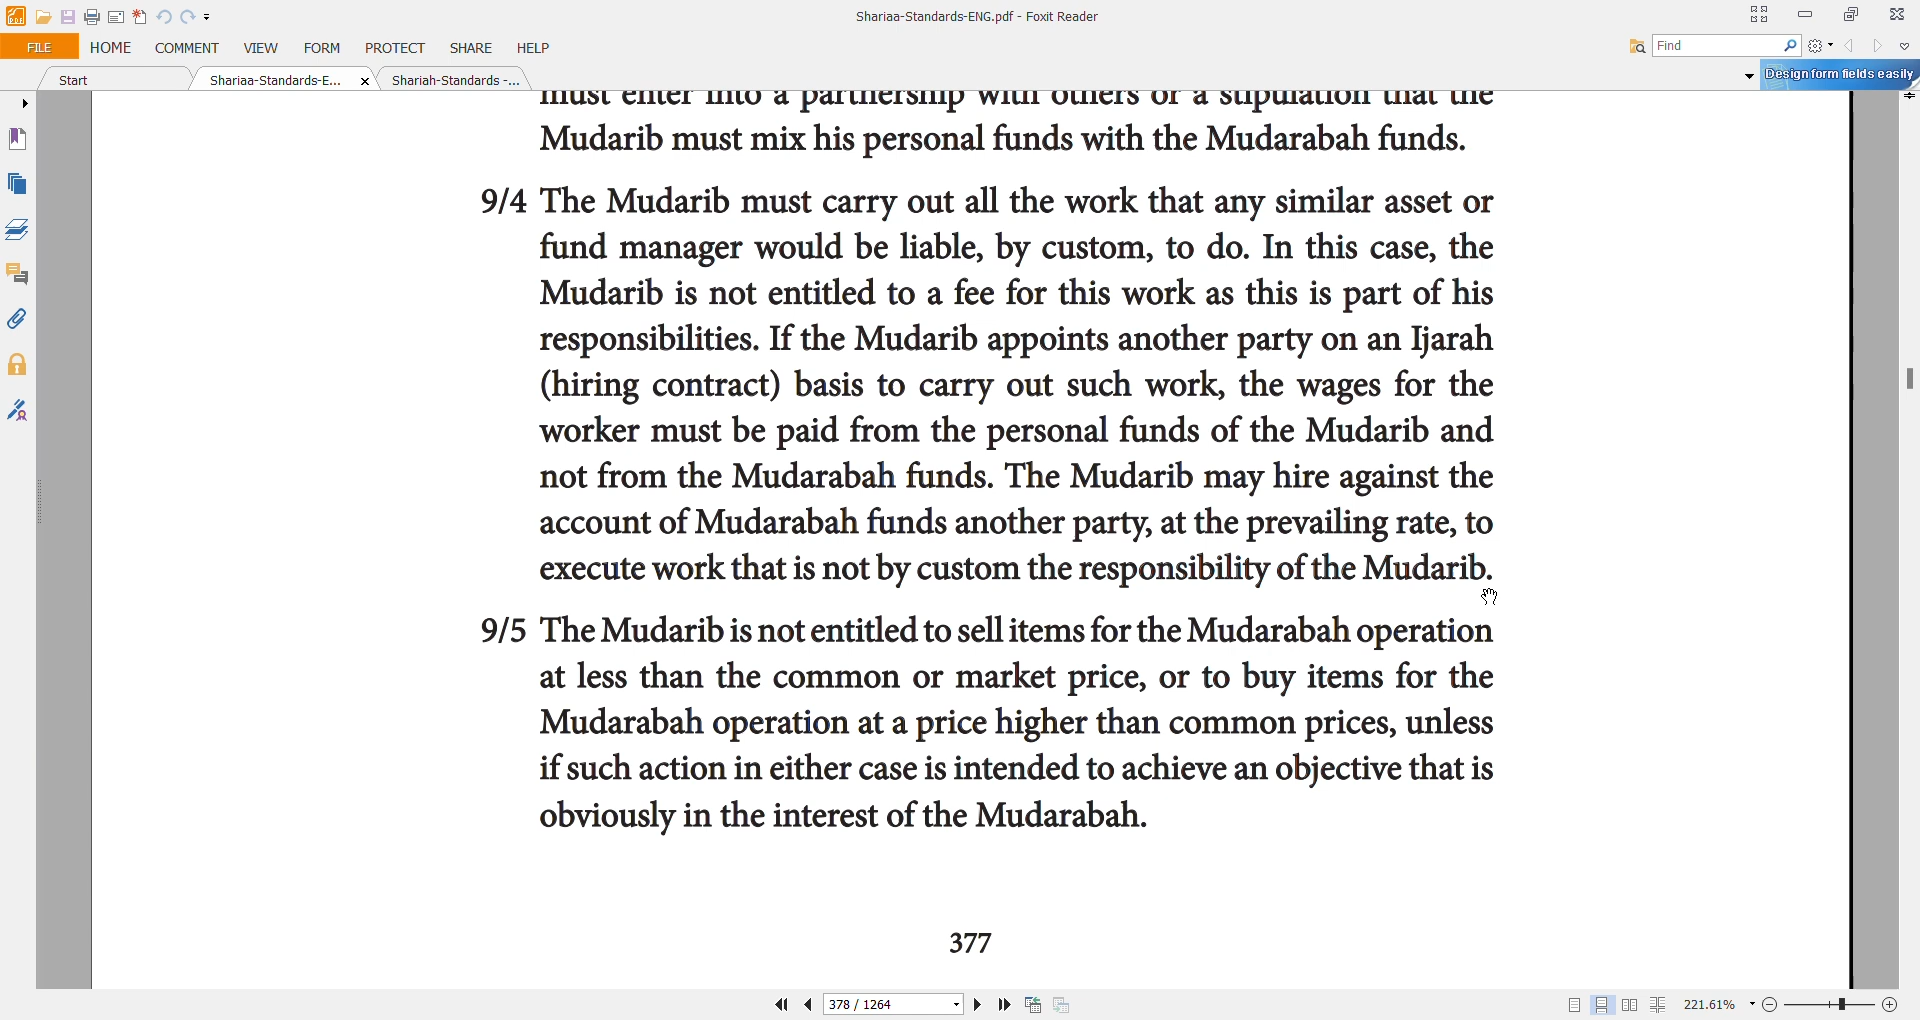 Shariaa-Standards-ENG.pdf - Foxit Reader
FILE HOME COMMENT VIEW FORM PROTECT SHARE HELP
Find
Start Shariaa-Standards-E... Shariah-Standards -...
Design form fields easily
must enter into a partnership with others or a stipulation that the
Mudarib must mix his personal funds with the Mudarabah funds.
9/4 The Mudarib must carry out all the work that any similar asset or
fund manager would be liable, by custom, to do. In this case, the
Mudarib is not entitled to a fee for this work as this is part of his
responsibilities. If the Mudarib appoints another party on an Ijarah
(hiring contract) basis to carry out such work, the wages for the
worker must be paid from the personal funds of the Mudarib and
not from the Mudarabah funds. The Mudarib may hire against the
account of Mudarabah funds another party, at the prevailing rate, to
execute work that is not by custom the responsibility of the Mudarib.
9/5 The Mudarib is not entitled to sell items for the Mudarabah operation
at less than the common or market price, or to buy items for the
Mudarabah operation at a price higher than common prices, unless
if such action in either case is intended to achieve an objective that is
obviously in the interest of the Mudarabah.
377
378 / 1264
221.61%